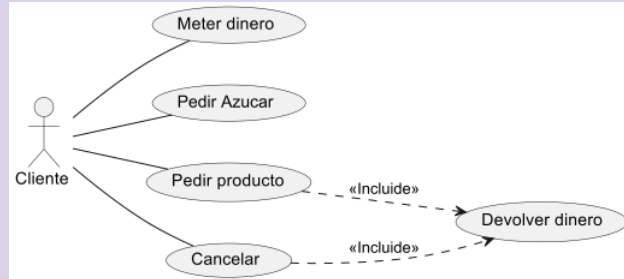 Meter dinero
Pedir Azucar
Cliente
Pedir producto
«Incluide»
Devolver dinero
«Incluide»
Cancelar